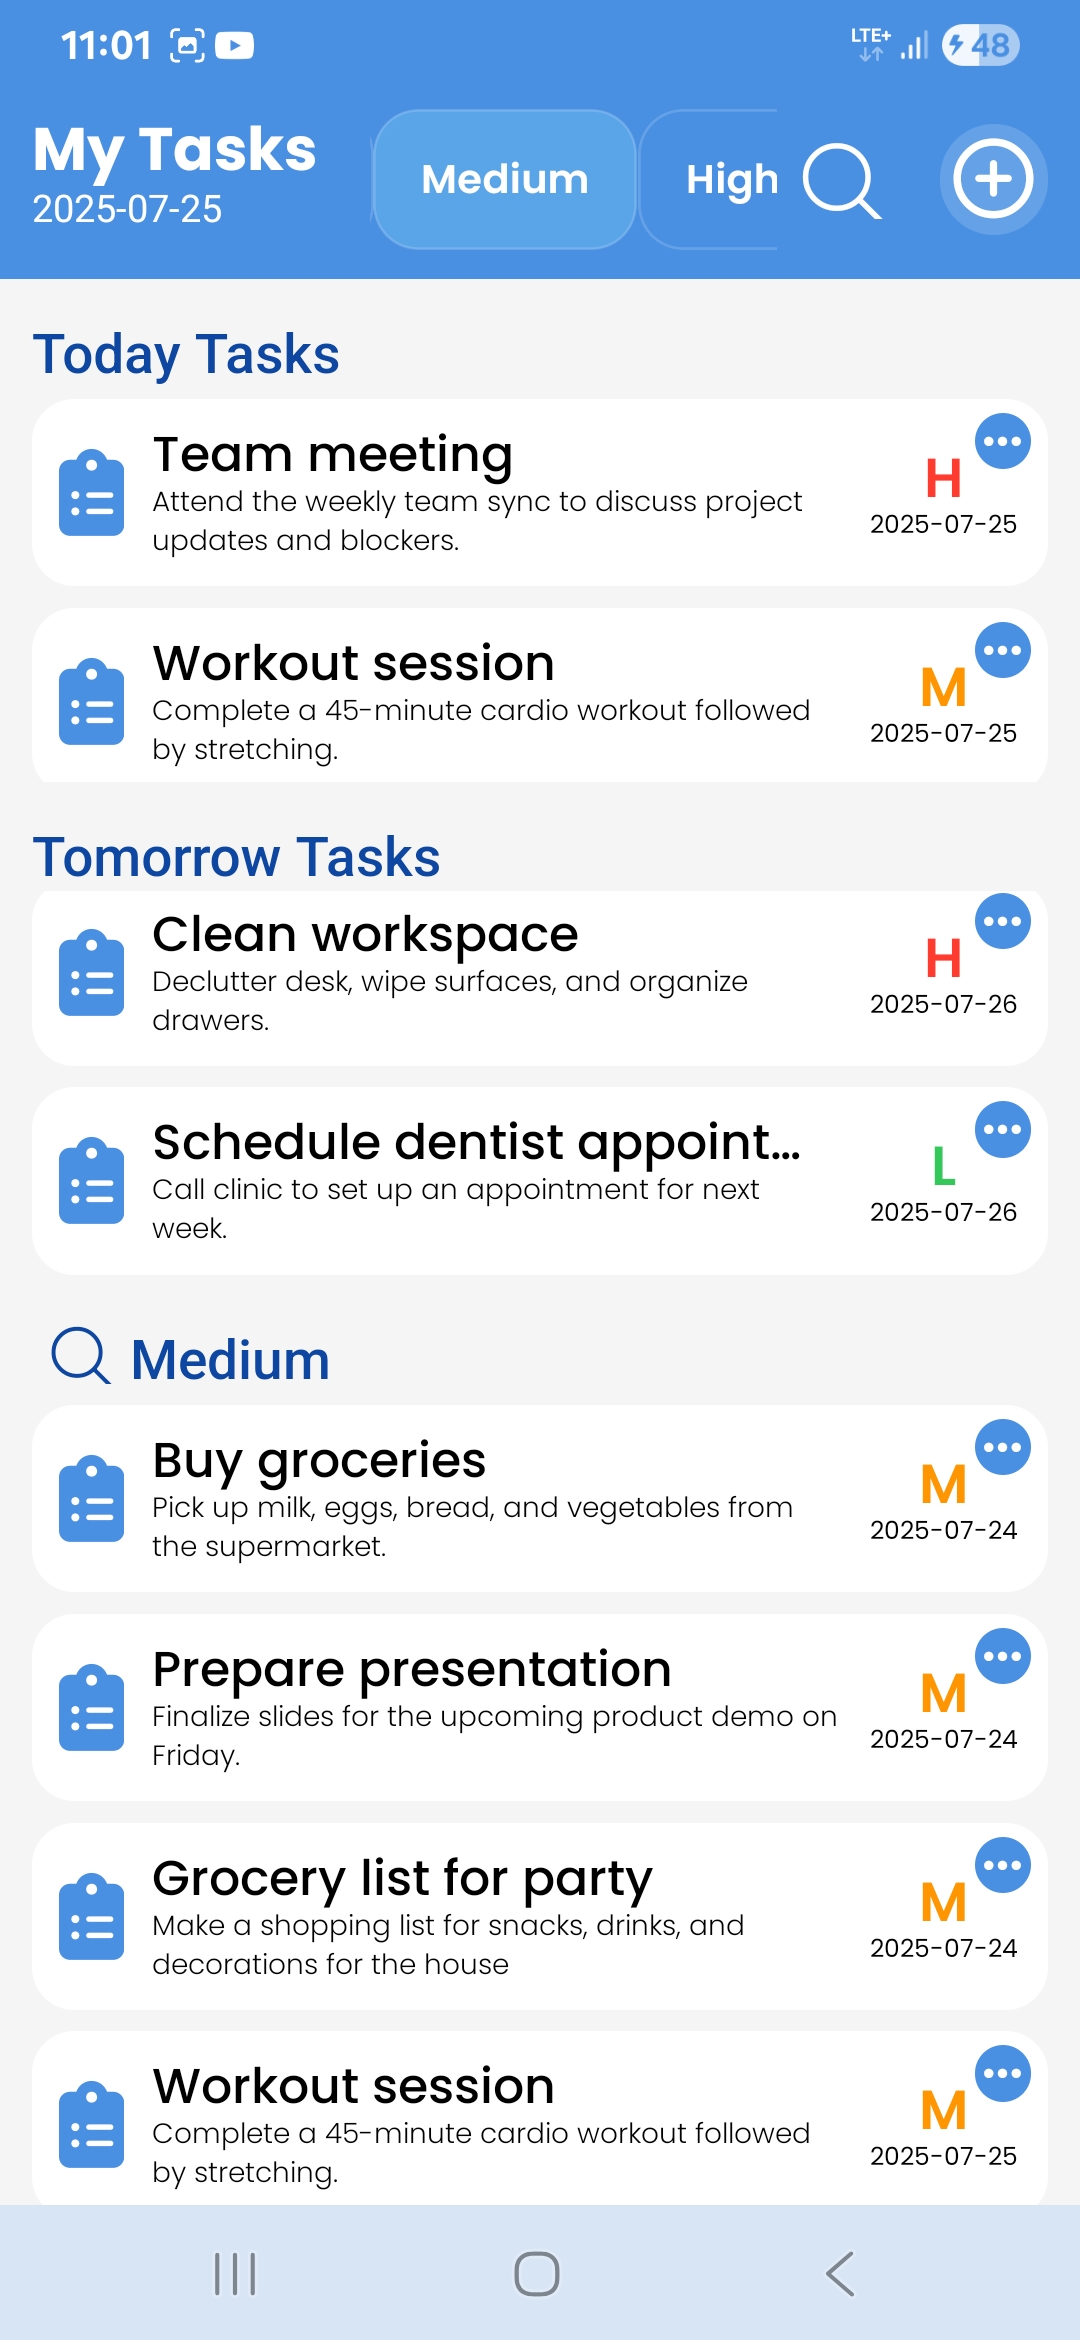 11:01
LTE+
48
My Tasks
2025-07-25
Medium
High
Today Tasks
Team meeting
Attend the weekly team sync to discuss project
updates and blockers.
H
2025-07-25
Workout session
Complete a 45-minute cardio workout followed
by stretching.
M
2025-07-25
Tomorrow Tasks
Clean workspace
Declutter desk, wipe surfaces, and organize
drawers.
H
2025-07-26
Schedule dentist appoint...
Call clinic to set up an appointment for next
week.
L
2025-07-26
Medium
Buy groceries
Pick up milk, eggs, bread, and vegetables from
the supermarket.
M
2025-07-24
Prepare presentation
Finalize slides for the upcoming product demo on
Friday.
M
2025-07-24
Grocery list for party
Make a shopping list for snacks, drinks, and
decorations for the house
M
2025-07-24
Workout session
Complete a 45-minute cardio workout followed
by stretching.
M
2025-07-25